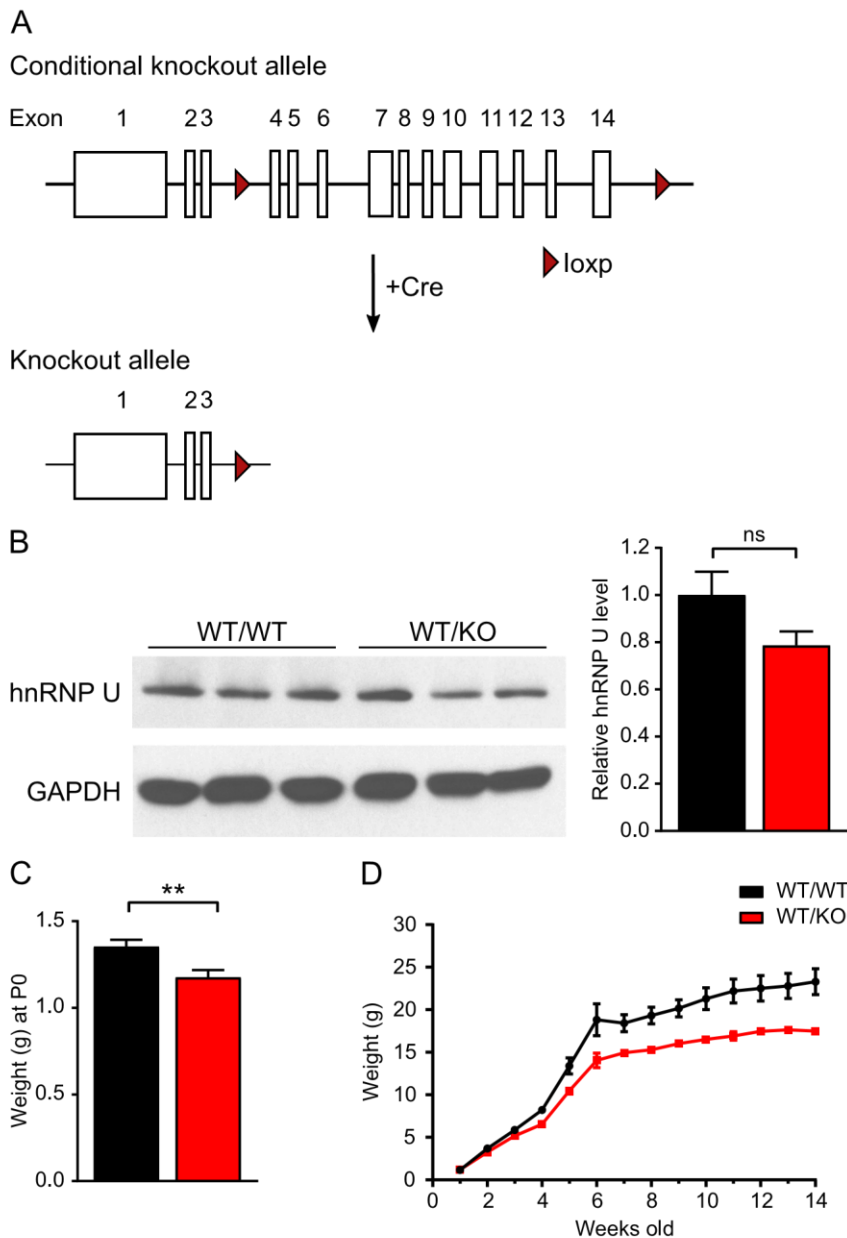 A
Conditional knockout allele
Exon 1 2 3 4 5 6 7 8 9 10 11 12 13 14
loxp
+Cre
Knockout allele
1 2 3
B
WT/WT WT/KO
hnRNP U
GAPDH
ns
Relative hnRNP U level
1.2
1.0
0.8
0.6
0.4
0.2
0.0
C
**
Weight (g) at P0
1.5
1.0
0.5
0.0
D
WT/WT
WT/KO
Weight (g)
30
25
20
15
10
5
0
0 2 4 6 8 10 12 14
Weeks old